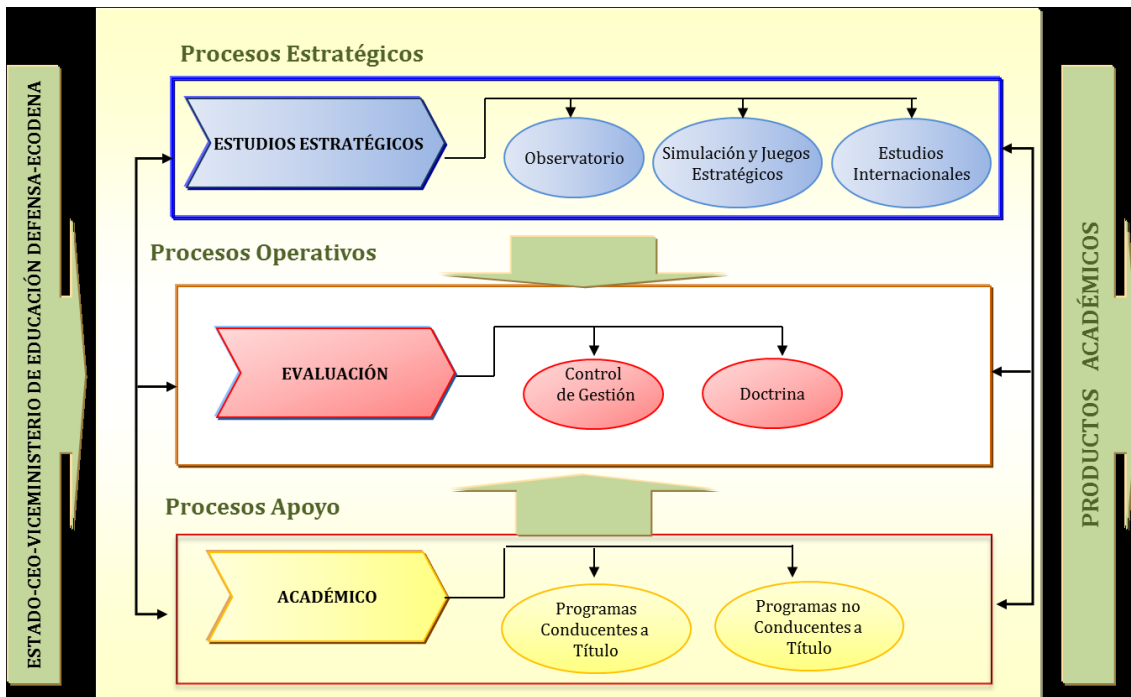 ESTADO-CEO-VICEMINISTERIO DE EDUCACIÓN DEFENSA-ECODENA
Procesos Estratégicos
ESTUDIOS ESTRATÉGICOS
Observatorio
Simulación y Juegos
Estratégicos
Estudios
Internacionales
Procesos Operativos
EVALUACIÓN
Control
de Gestión
Doctrina
Procesos Apoyo
ACADÉMICO
Programas
Conducentes a
Título
Programas no
Conducentes a
Título
PRODUCTOS ACADÉMICOS